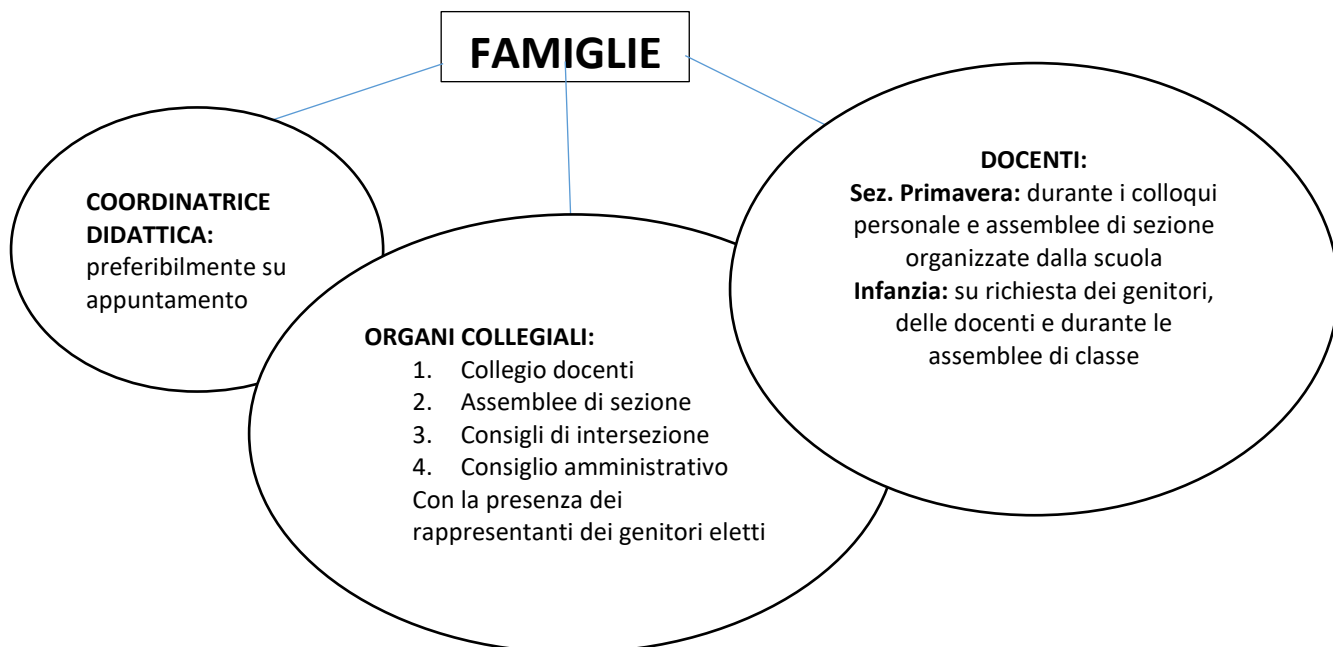 FAMIGLIE
COORDINATRICE
DIDATTICA:
preferibilmente su
appuntamento
ORGANI COLLEGIALI:
1. Collegio docenti
2. Assemblee di sezione
3. Consigli di intersezione
4. Consiglio amministrativo
Con la presenza dei
rappresentanti dei genitori eletti
DOCENTI:
Sez. Primavera: durante i colloqui
personale e assemblee di sezione
organizzate dalla scuola
Infanzia: su richiesta dei genitori,
delle docenti e durante le
assemblee di classe